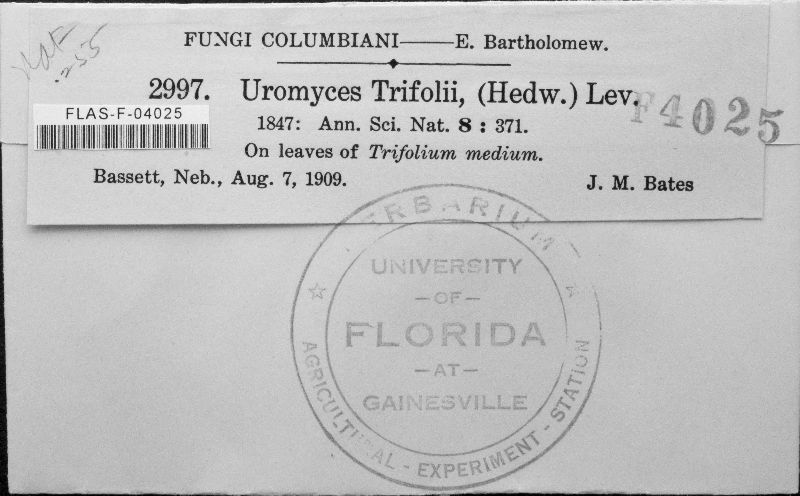 FUNGI COLUMBIANI—E. Bartholomew.
2997. Uromyces Trifolii, (Hedw.) Lev.
F4025
FLAS-F-04025
1847: Ann. Sci. Nat. 8 : 371.
On leaves of Trifolium medium.
Bassett, Neb., Aug. 7, 1909.
J. M. Bates
HERBARIUM
UNIVERSITY
—OF—
FLORIDA
—AT—
GAINESVILLE
AGRICULTURAL - EXPERIMENT - STATION